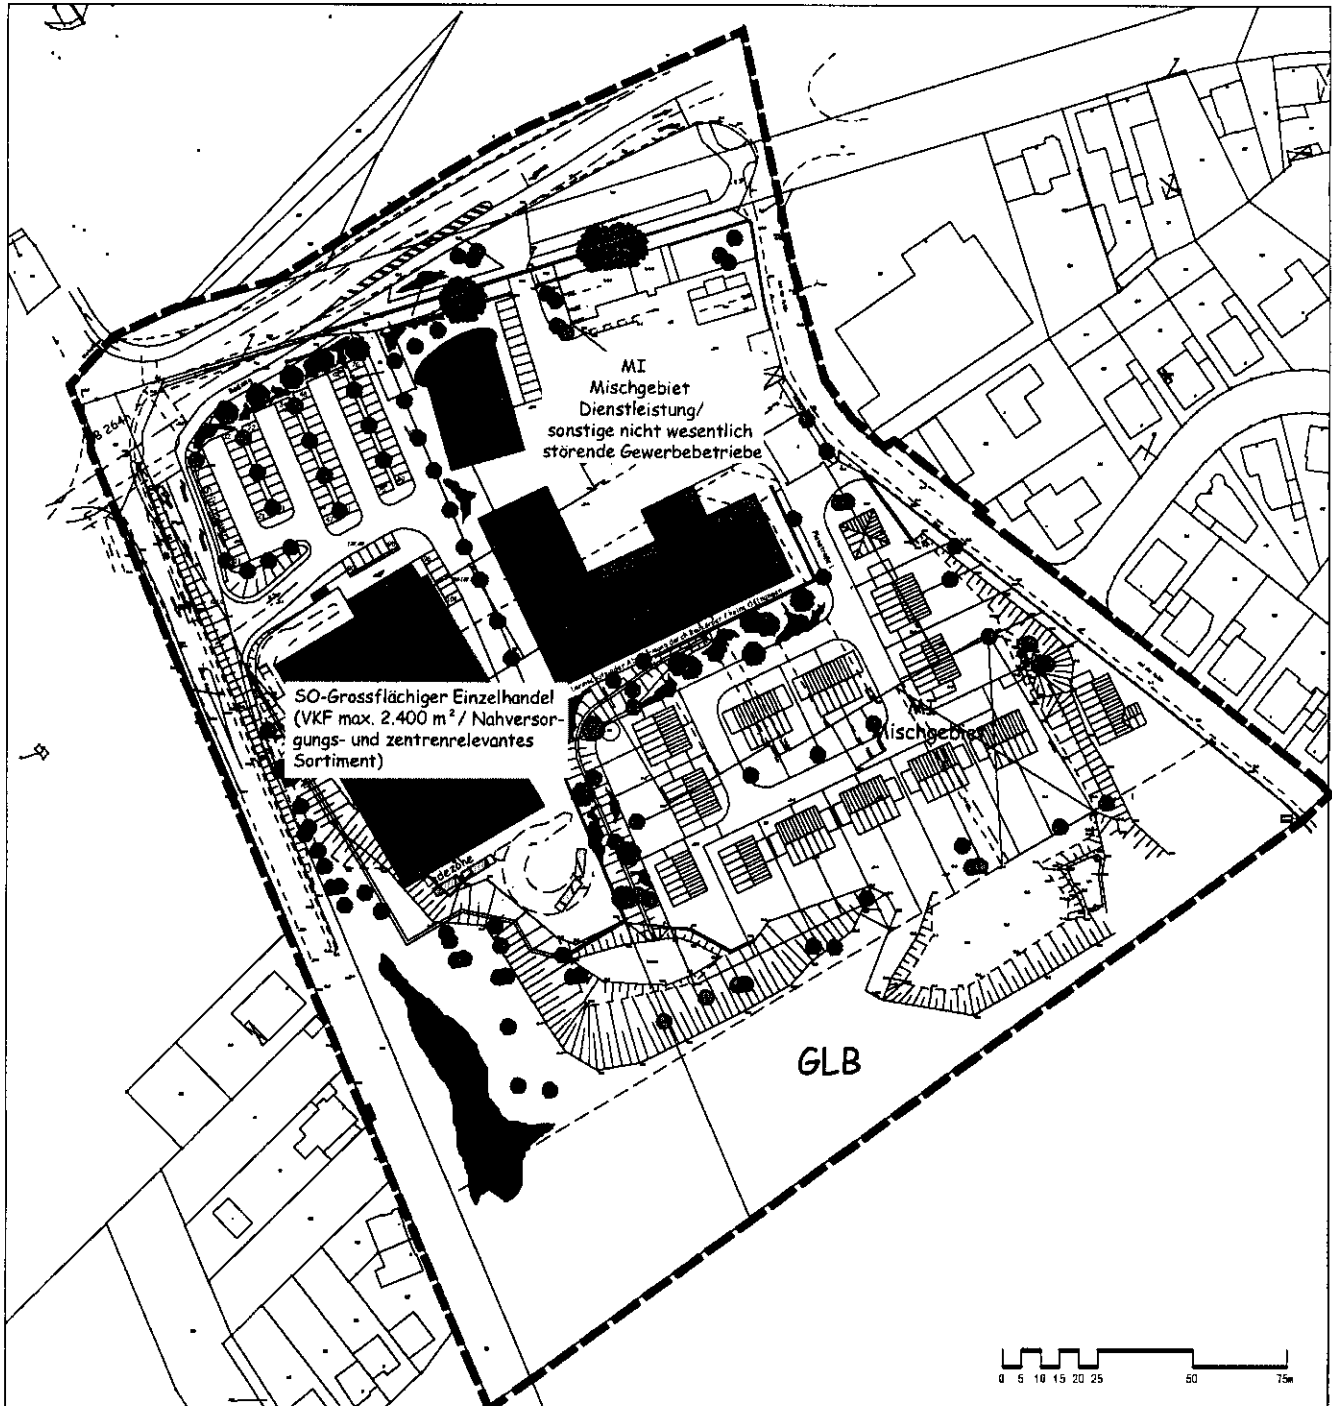 MI
Mischgebiet
Dienstleistung/
sonstige nicht wesentlich
störende Gewerbebetriebe
B 264n
SO-Grossflächiger Einzelhandel
(VKF max. 2.400 m² / Nahversor-
gungs- und zentrenrelevantes
Sortiment)
MI
Mischgebiet
GLB
0 5 10 15 20 25 50 75m